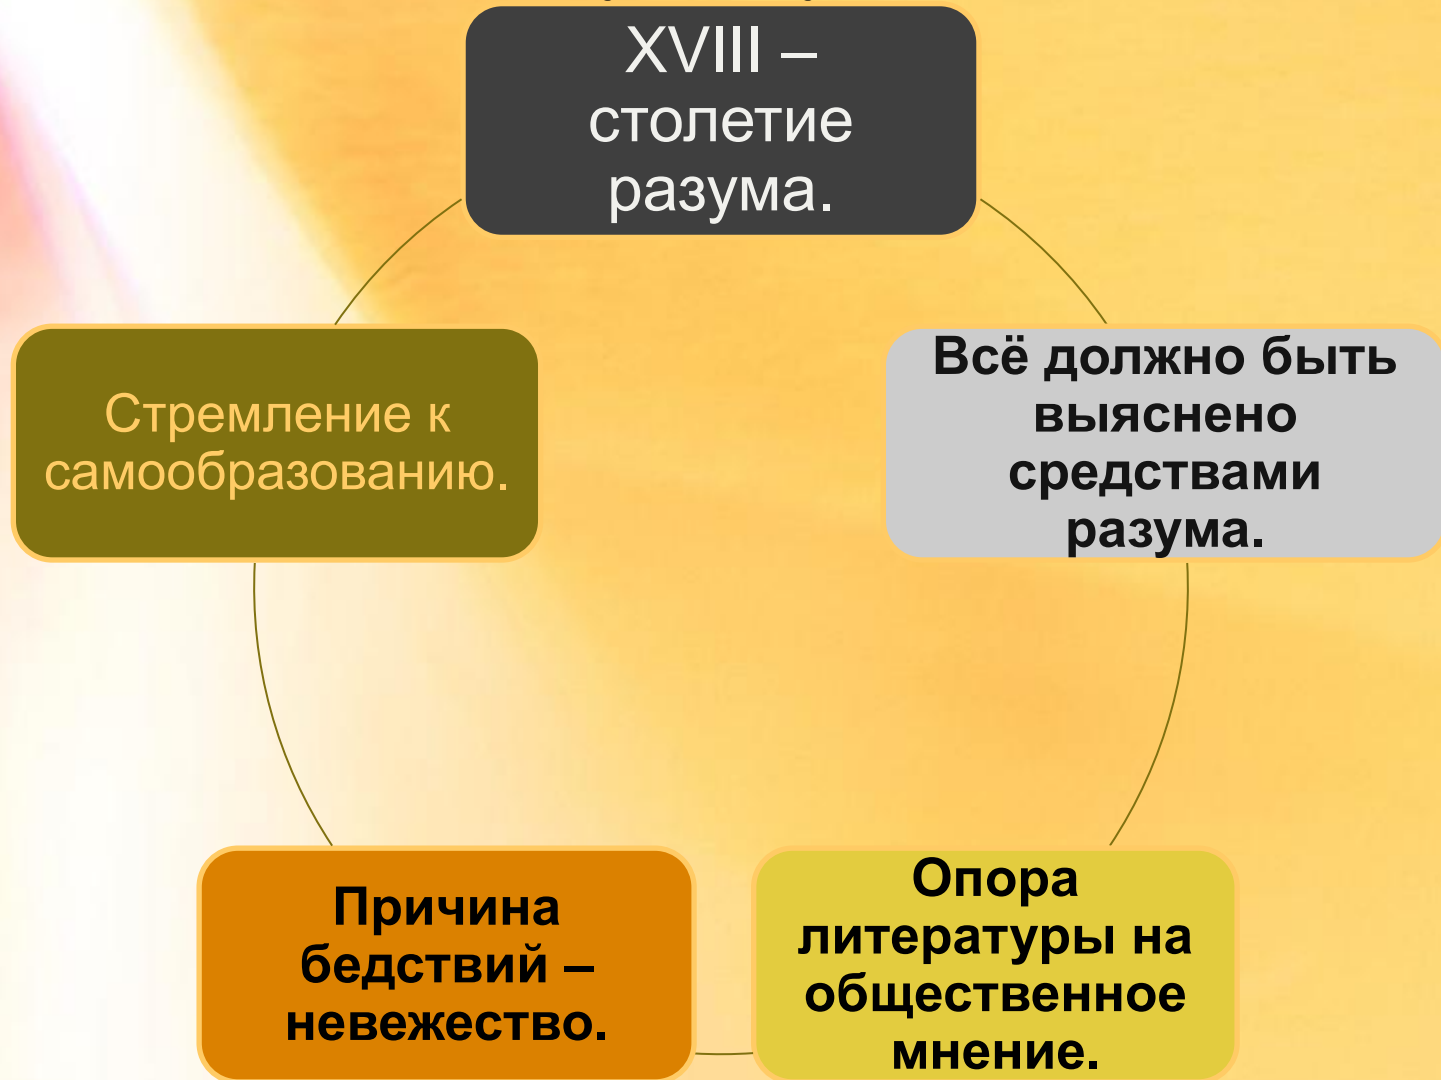 XVIII –
столетие
разума.
Стремление к
самообразованию.
Всё должно быть
выяснено
средствами
разума.
Причина
бедствий –
невежество.
Опора
литературы на
общественное
мнение.